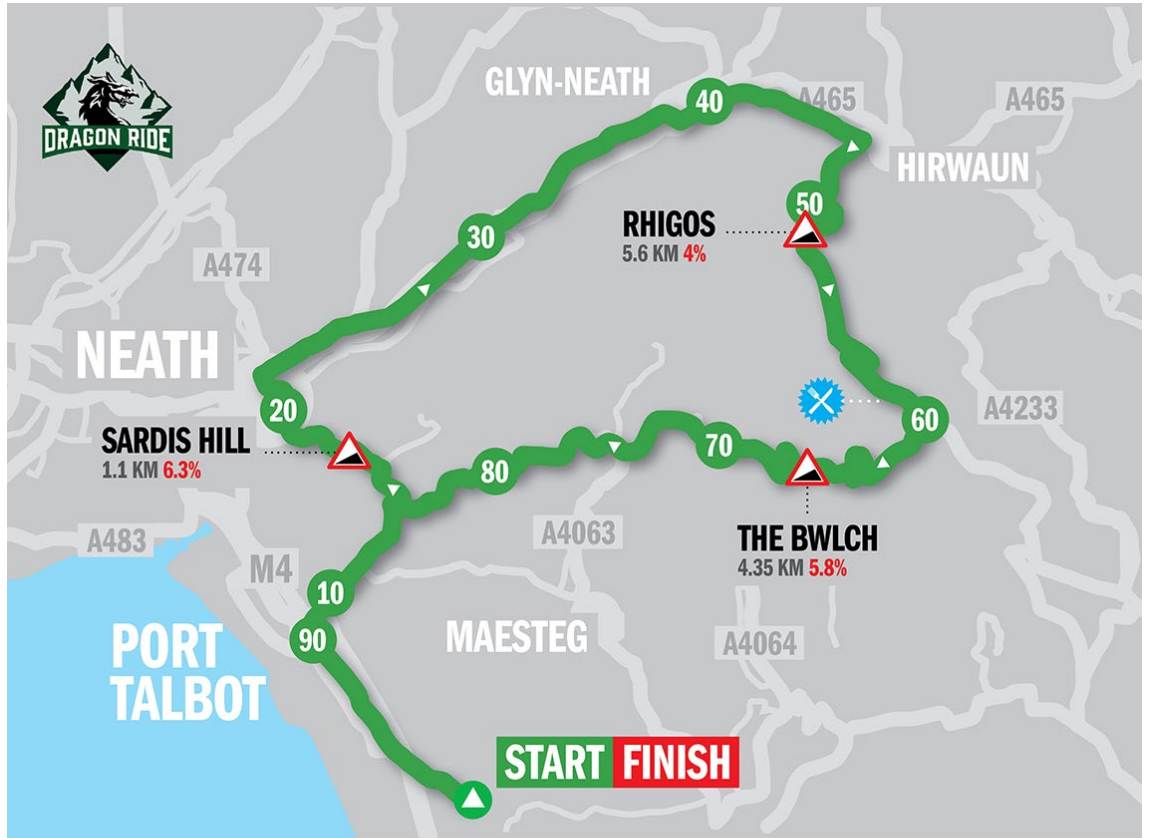 DRAGON RIDE
GLYN-NEATH
40
A465
A465
HIRWAUN
50
RHIGOS
5.6 KM 4%
30
A474
NEATH
20
60
A4233
SARDIS HILL
1.1 KM 6.3%
70
80
A483
A4063
THE BWLCH
4.35 KM 5.8%
M4
10
90
MAESTEG
A4064
PORT
TALBOT
START FINISH